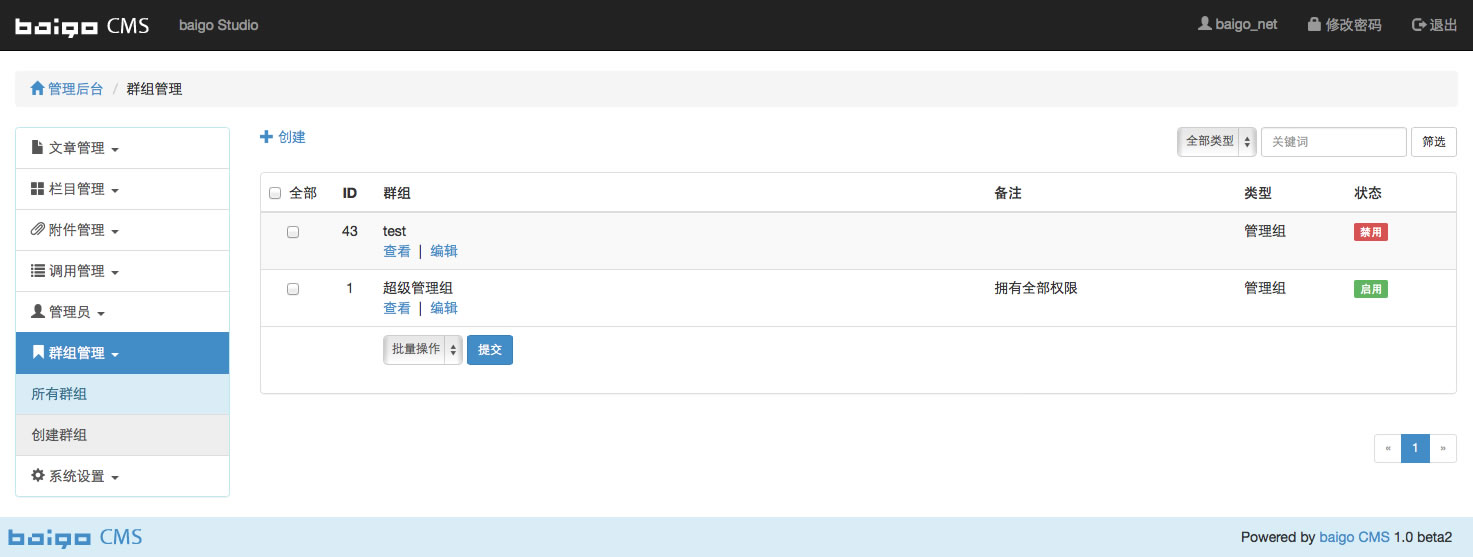 baigo CMS baigo Studio baigo_net 修改密码 退出
管理后台 / 群组管理
文章管理
栏目管理
附件管理
调用管理
管理员
群组管理
所有群组
创建群组
系统设置
创建 全部类型 关键词 筛选
全部 ID 群组 备注 类型 状态
43 test 管理组 禁用
查看 | 编辑
1 超级管理组 拥有全部权限 管理组 启用
查看 | 编辑
批量操作 提交
« 1 »
baigo CMS Powered by baigo CMS 1.0 beta2